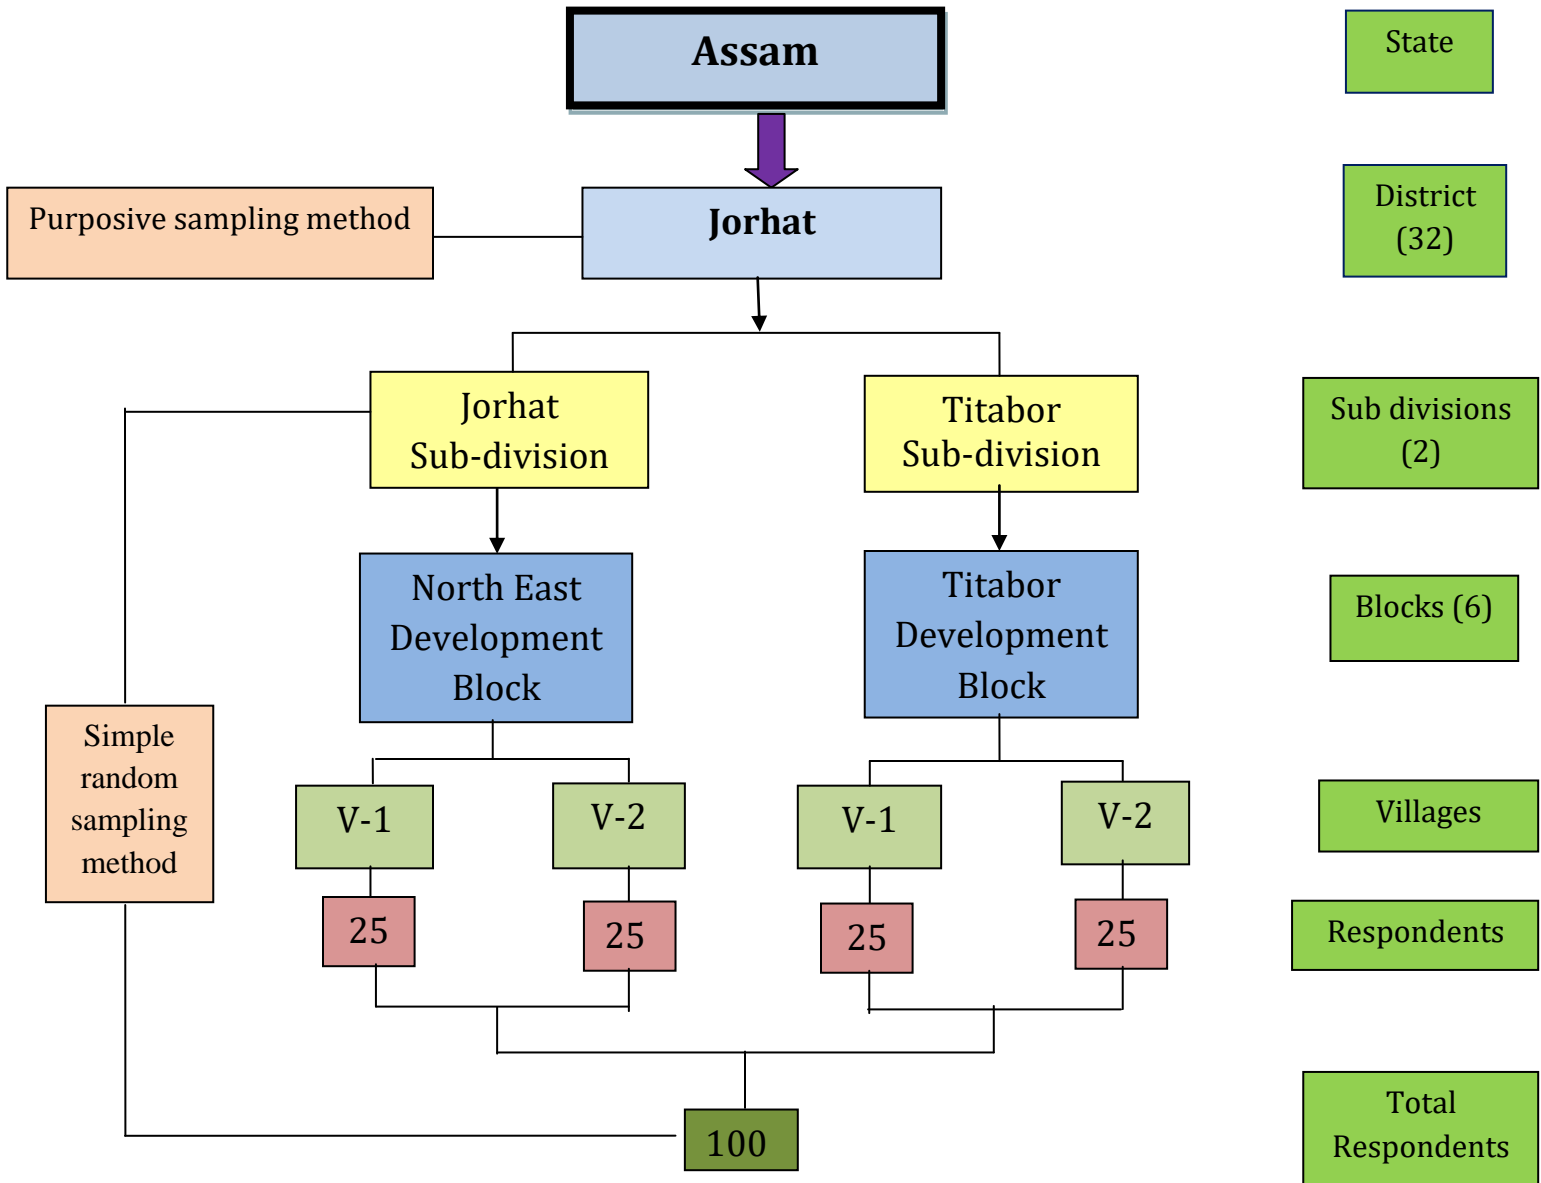 Assam
State
Purposive sampling method
Jorhat
District
(32)
Jorhat
Sub-division
Titabor
Sub-division
Sub divisions
(2)
North East
Development
Block
Titabor
Development
Block
Blocks (6)
Simple
random
sampling
method
V-1
V-2
V-1
V-2
Villages
25
25
25
25
Respondents
100
Total
Respondents